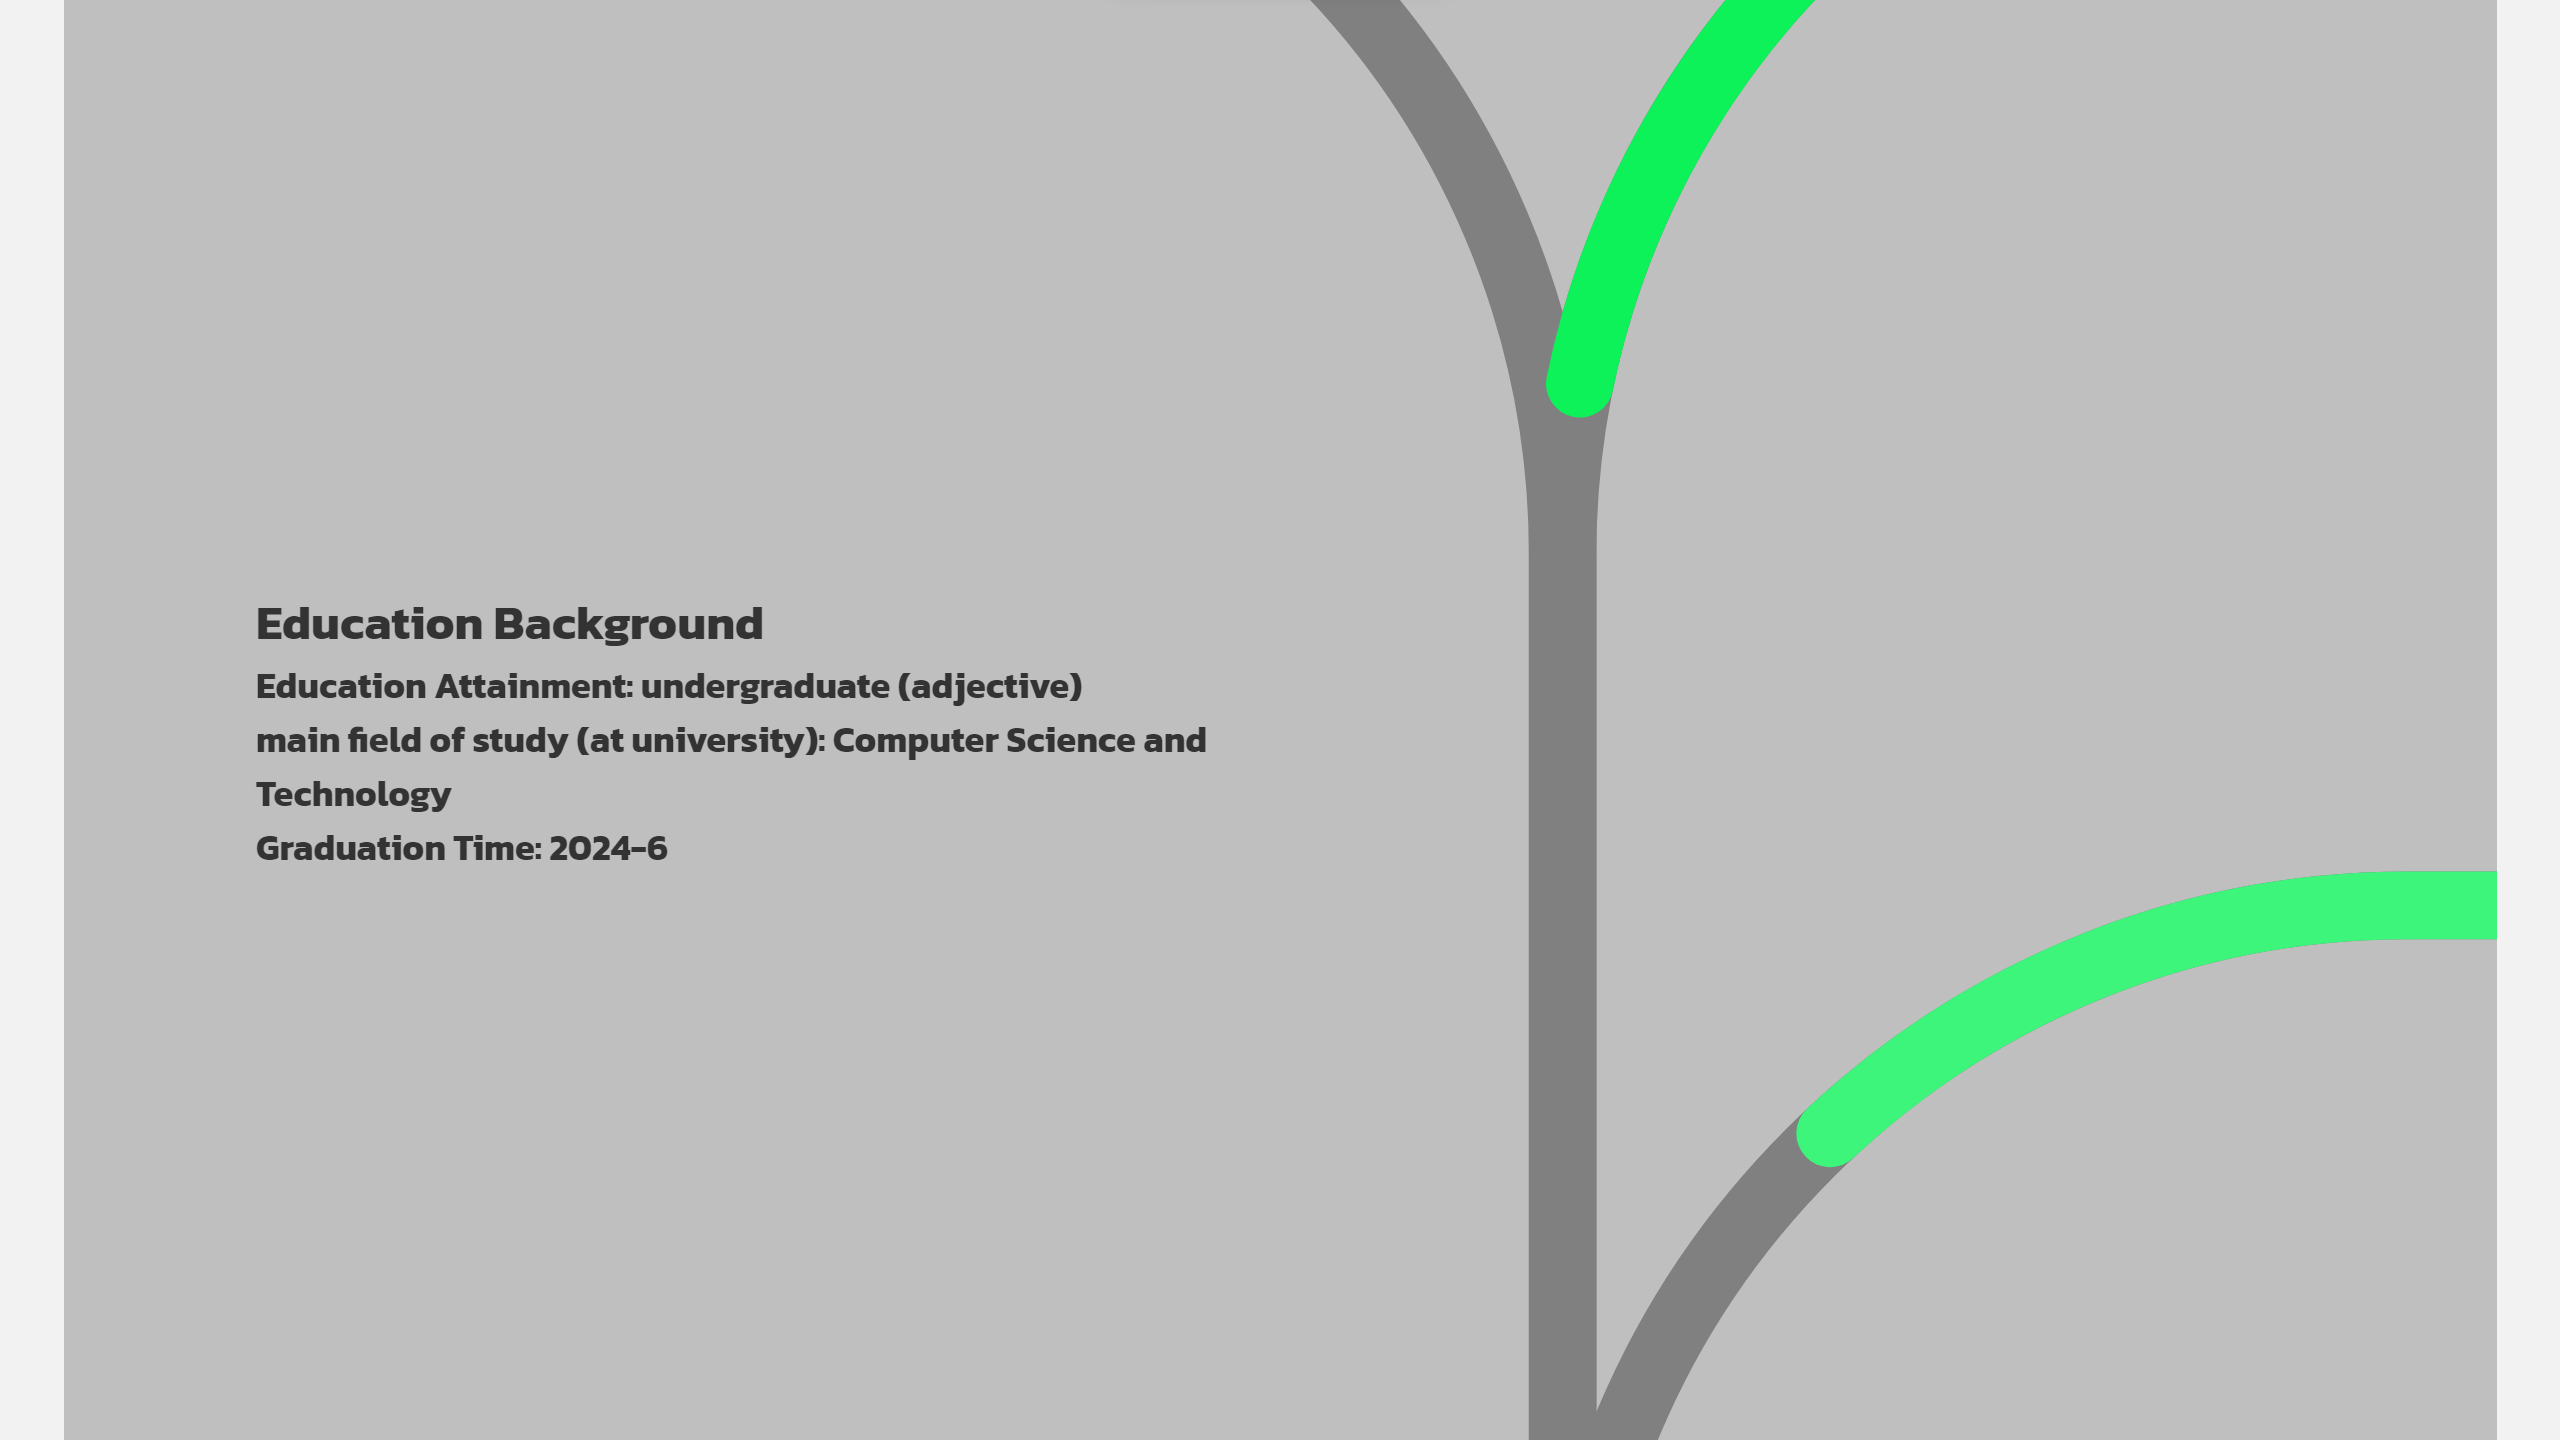 Education Background
Education Attainment: undergraduate (adjective)
main field of study (at university): Computer Science and
Technology
Graduation Time: 2024-6